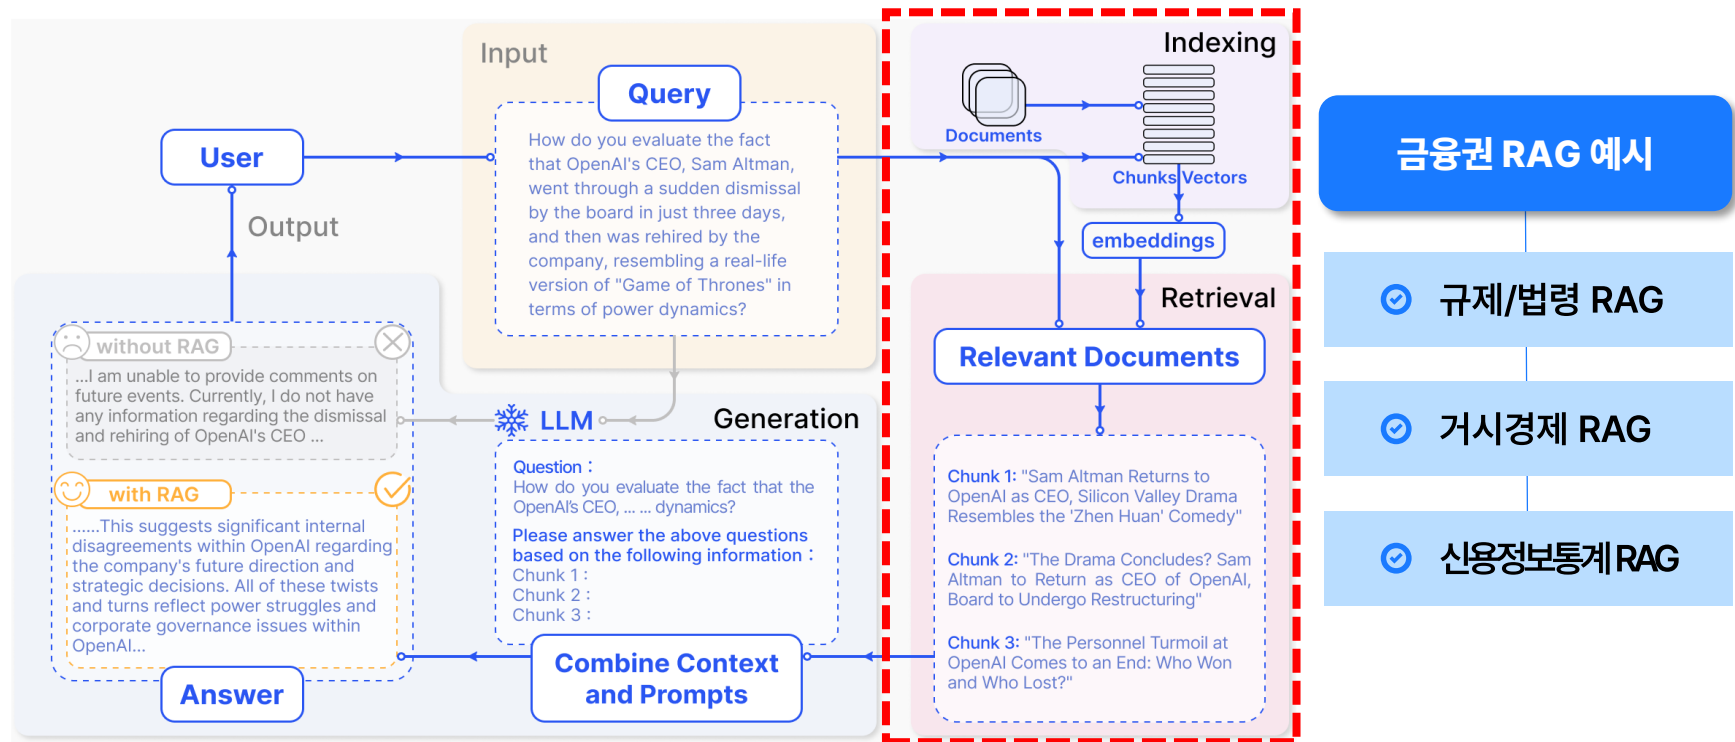 Input
Query
How do you evaluate the fact
that OpenAI's CEO, Sam Altman,
went through a sudden dismissal
by the board in just three days,
and then was rehired by the
company, resembling a real-life
version of "Game of Thrones" in
terms of power dynamics?
User
Output
Indexing
Documents
Chunks Vectors
embeddings
Retrieval
Relevant Documents
Chunk 1: "Sam Altman Returns to
OpenAI as CEO, Silicon Valley Drama
Resembles the 'Zhen Huan' Comedy"
Chunk 2: "The Drama Concludes? Sam
Altman to Return as CEO of OpenAI,
Board to Undergo Restructuring"
Chunk 3: "The Personnel Turmoil at
OpenAI Comes to an End: Who Won
and Who Lost?"
Generation
LLM
Question :
How do you evaluate the fact that the
OpenAI's CEO, ... ... dynamics?
Please answer the above questions
based on the following information :
Chunk 1 :
Chunk 2 :
Chunk 3 :
Combine Context
and Prompts
without RAG
...I am unable to provide comments on
future events. Currently, I do not have
any information regarding the dismissal
and rehiring of OpenAI's CEO ...
with RAG
......This suggests significant internal
disagreements within OpenAI regarding
the company's future direction and
strategic decisions. All of these twists
and turns reflect power struggles and
corporate governance issues within
OpenAI...
Answer
금융권 RAG 예시
규제/법령 RAG
거시경제 RAG
신용정보통계 RAG